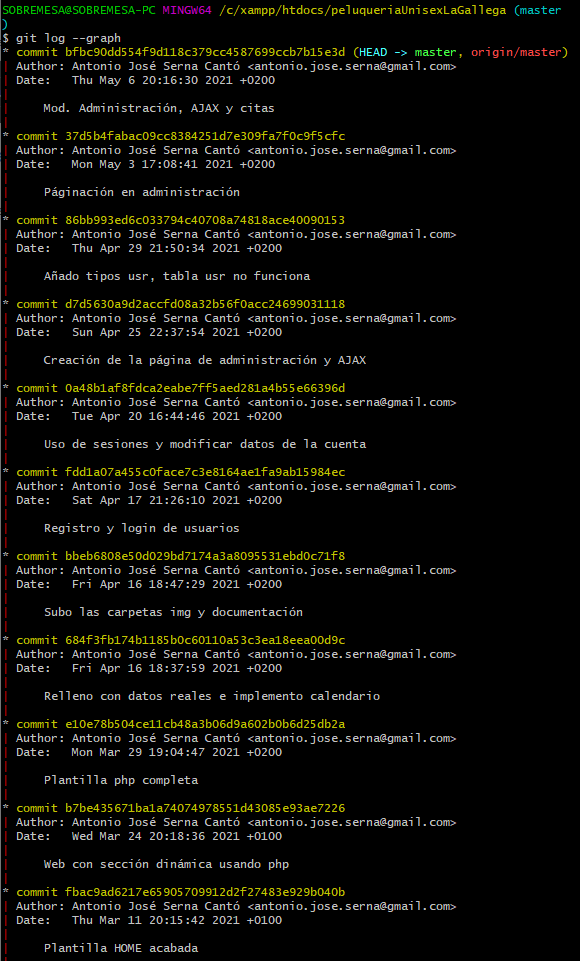 SOBREMESA@SOBREMESA-PC MINGW64 /c/xampp/htdocs/peluqueriaUnisexLaGallega (master
)
$ git log --graph
* commit bfbc90dd554f9d118c379cc4587699ccb7b15e3d (HEAD -> master, origin/master)
| Author: Antonio José Serna Cantó <antonio.jose.serna@gmail.com>
| Date:   Thu May 6 20:16:30 2021 +0200
|
|     Mod. Administración, AJAX y citas
|
* commit 37d5b4fabac09cc8384251d7e309fa7f0c9f5cfc
| Author: Antonio José Serna Cantó <antonio.jose.serna@gmail.com>
| Date:   Mon May 3 17:08:41 2021 +0200
|
|     Páginación en administración
|
* commit 86bb993ed6c033794c40708a74818ace40090153
| Author: Antonio José Serna Cantó <antonio.jose.serna@gmail.com>
| Date:   Thu Apr 29 21:50:34 2021 +0200
|
|     Añado tipos usr, tabla usr no funciona
|
* commit d7d5630a9d2accfd08a32b56f0acc24699031118
| Author: Antonio José Serna Cantó <antonio.jose.serna@gmail.com>
| Date:   Sun Apr 25 22:37:54 2021 +0200
|
|     Creación de la página de administración y AJAX
|
* commit 0a48b1af8fdca2eabe7ff5aed281a4b55e66396d
| Author: Antonio José Serna Cantó <antonio.jose.serna@gmail.com>
| Date:   Tue Apr 20 16:44:46 2021 +0200
|
|     Uso de sesiones y modificar datos de la cuenta
|
* commit fdd1a07a455c0face7c3e8164ae1fa9ab15984ec
| Author: Antonio José Serna Cantó <antonio.jose.serna@gmail.com>
| Date:   Sat Apr 17 21:26:10 2021 +0200
|
|     Registro y login de usuarios
|
* commit bbeb6808e50d029bd7174a3a8095531ebd0c71f8
| Author: Antonio José Serna Cantó <antonio.jose.serna@gmail.com>
| Date:   Fri Apr 16 18:47:29 2021 +0200
|
|     Subo las carpetas img y documentación
|
* commit 684f3fb174b1185b0c60110a53c3ea18eea00d9c
| Author: Antonio José Serna Cantó <antonio.jose.serna@gmail.com>
| Date:   Fri Apr 16 18:37:59 2021 +0200
|
|     Relleno con datos reales e implemento calendario
|
* commit e10e78b504ce11cb48a3b06d9a602b0b6d25db2a
| Author: Antonio José Serna Cantó <antonio.jose.serna@gmail.com>
| Date:   Mon Mar 29 19:04:47 2021 +0200
|
|     Plantilla php completa
|
* commit b7be435671ba1a74074978551d43085e93ae7226
| Author: Antonio José Serna Cantó <antonio.jose.serna@gmail.com>
| Date:   Wed Mar 24 20:18:36 2021 +0100
|
|     Web con sección dinámica usando php
|
* commit fbac9ad6217e65905709912d2f27483e929b040b
| Author: Antonio José Serna Cantó <antonio.jose.serna@gmail.com>
| Date:   Thu Mar 11 20:15:42 2021 +0100
|
|     Plantilla HOME acabada